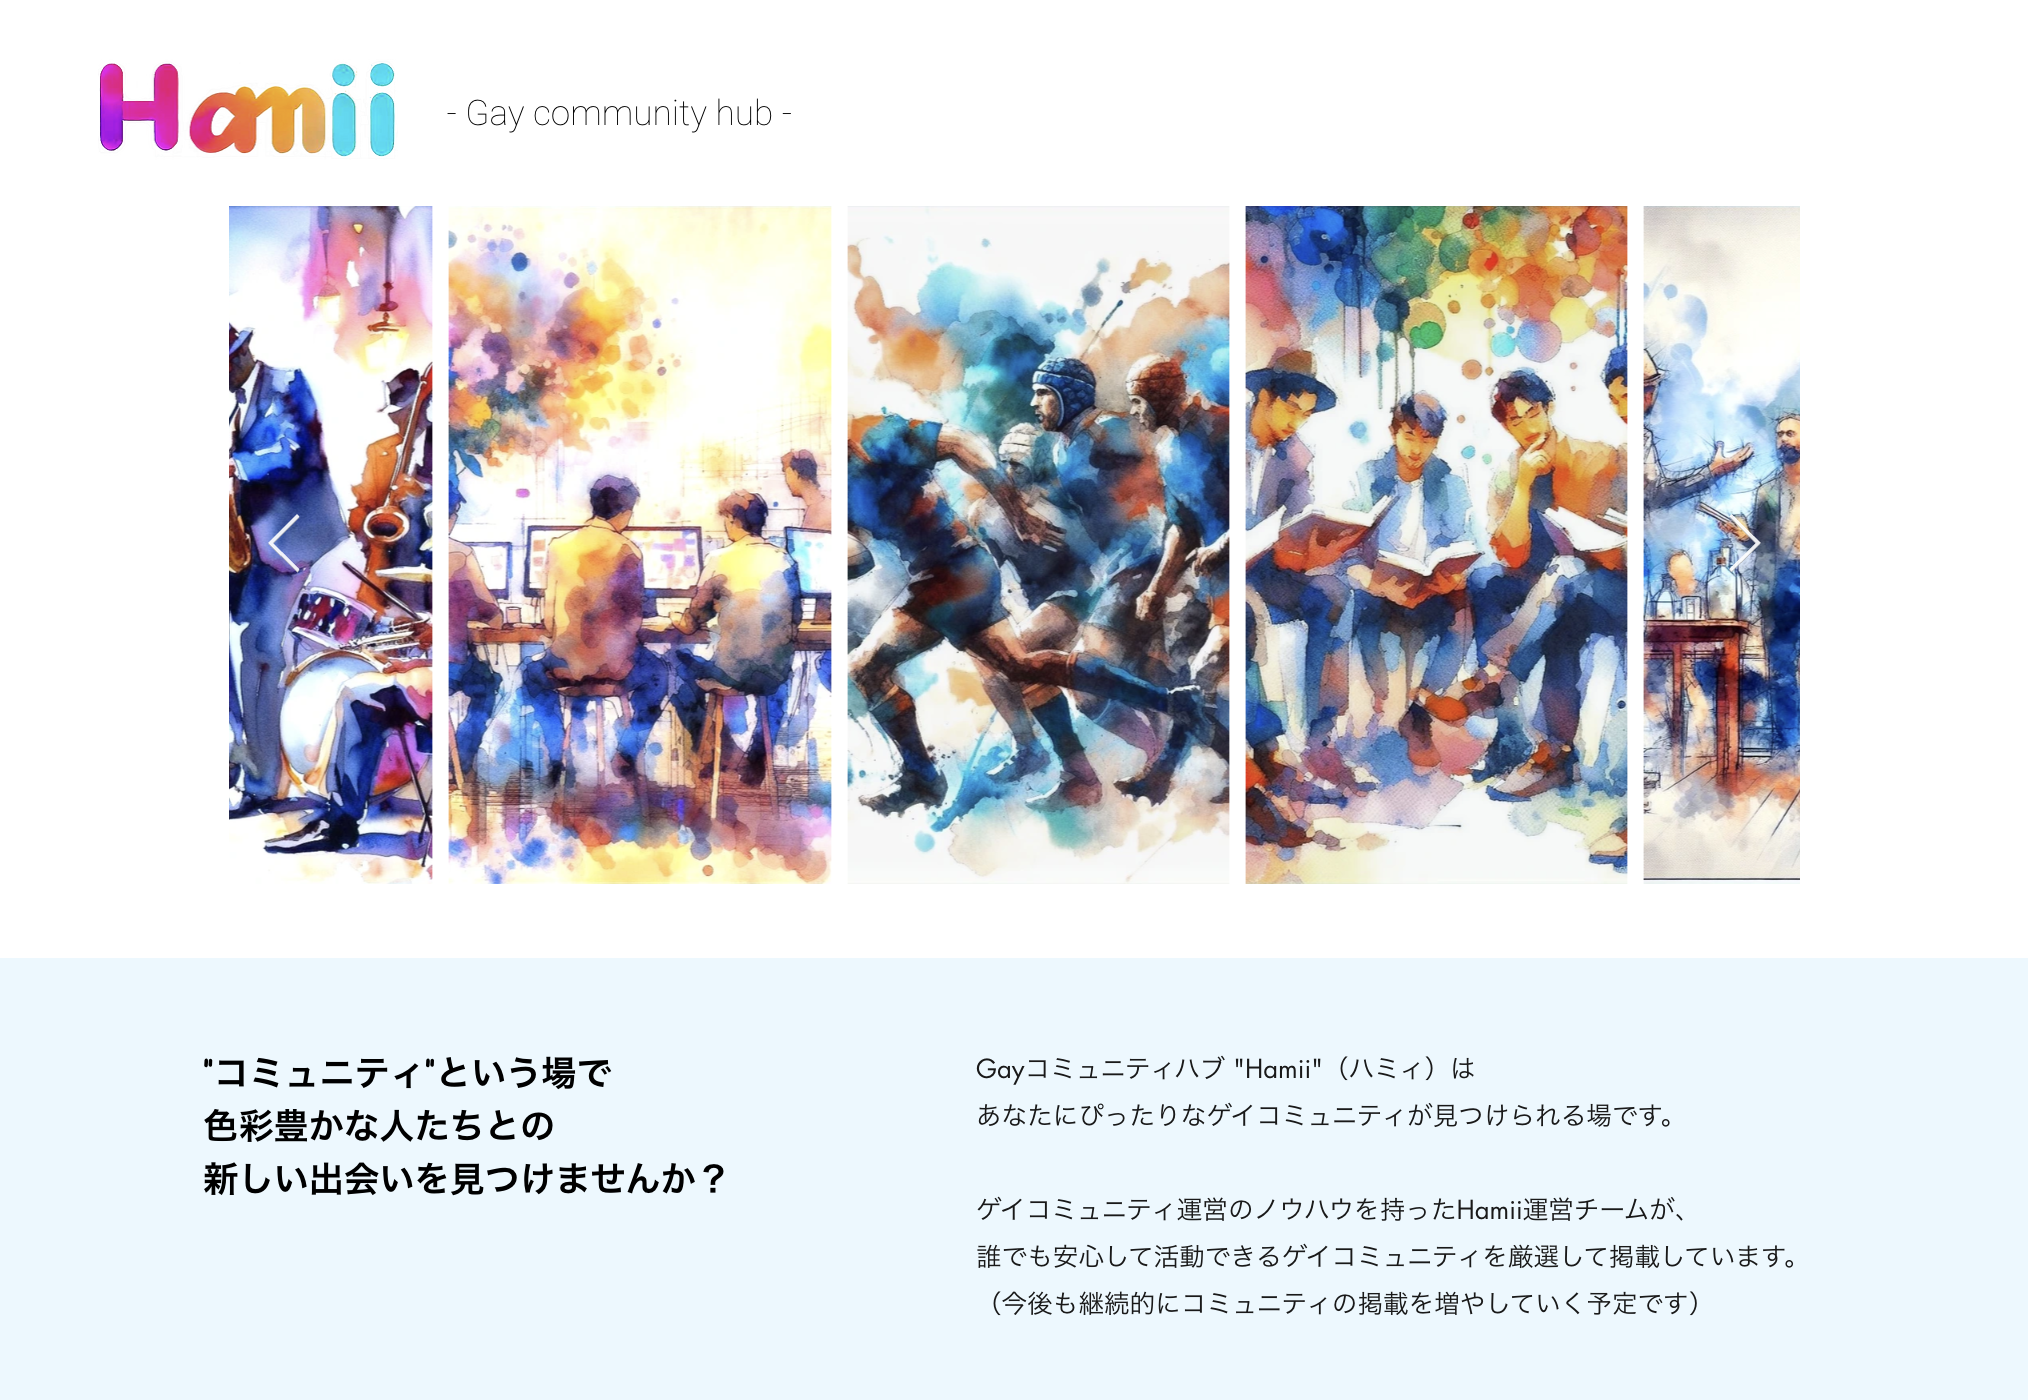 Hamii
- Gay community hub -
"コミュニティ"という場で
色彩豊かな人たちとの
新しい出会いを見つけませんか？
Gayコミュニティハブ "Hamii"（ハミィ）は
あなたにぴったりなゲイコミュニティが見つけられる場です。
ゲイコミュニティ運営のノウハウを持ったHamii運営チームが、
誰でも安心して活動できるゲイコミュニティを厳選して掲載しています。
（今後も継続的にコミュニティの掲載を増やしていく予定です）